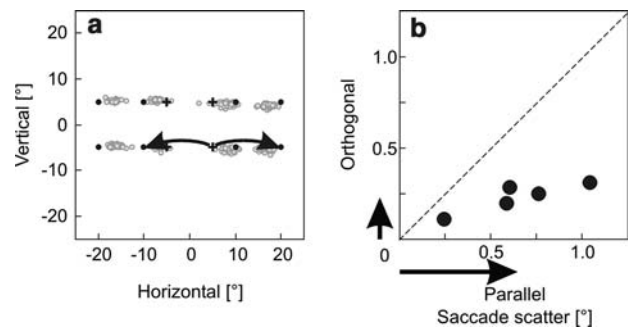 a
b
Vertical [°]
20
10
0
-10
-20
-20 -10 0 10 20
Horizontal [°]
Orthogonal
1.0
0.5
0
0.5 1.0
Parallel
Saccade scatter [°]